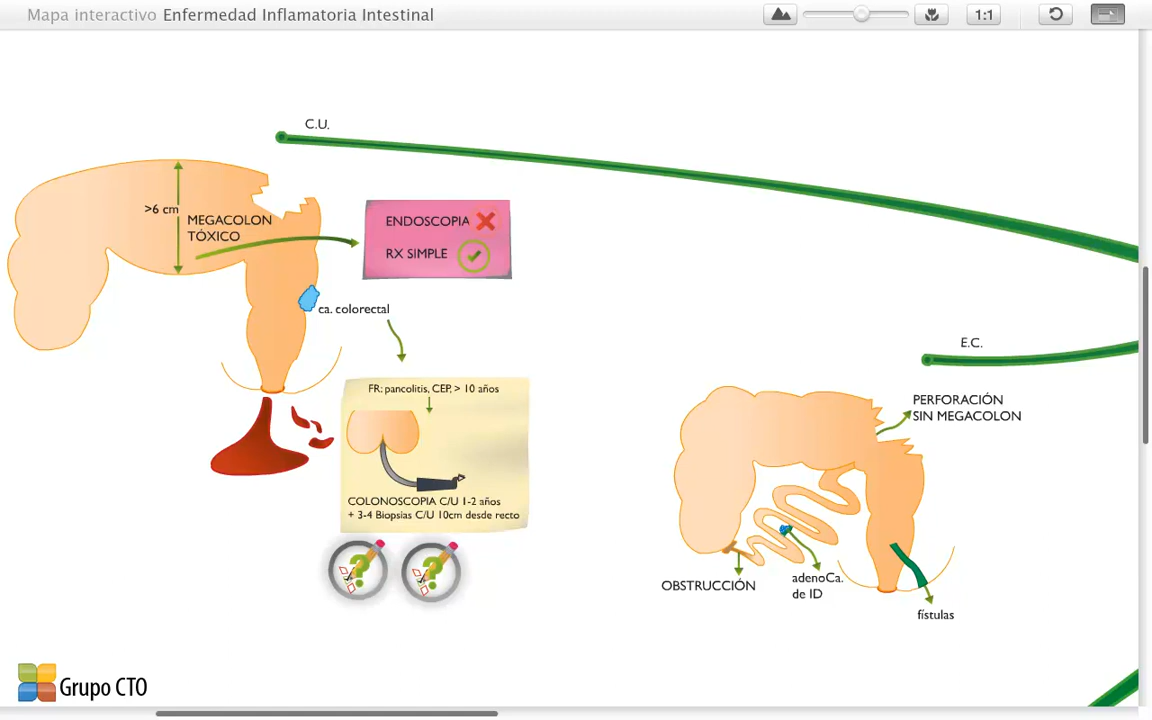 Mapa interactivo Enfermedad Inflamatoria Intestinal
1:1
C.U.
>6 cm
MEGACOLON
TÓXICO
ENDOSCOPIA
RX SIMPLE
ca. colorectal
FR: pancolitis, CEP, > 10 años
COLONOSCOPIA C/U 1-2 años
+ 3-4 Biopsias C/U 10cm desde recto
E.C.
PERFORACIÓN
SIN MEGACOLON
OBSTRUCCIÓN
adenoCa.
de ID
fístulas
Grupo CTO